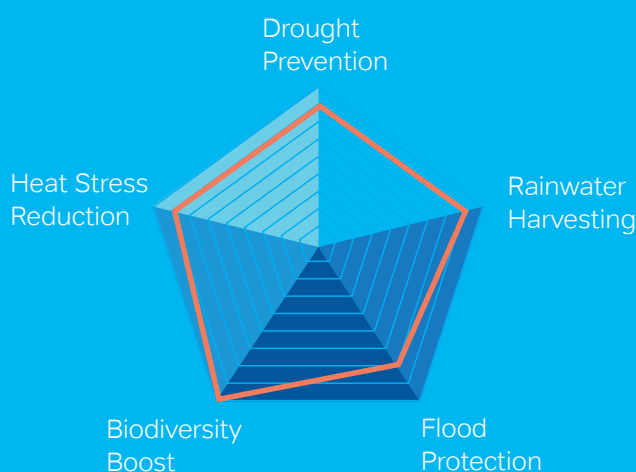 Drought
Prevention
Heat Stress
Reduction
Rainwater
Harvesting
Biodiversity
Boost
Flood
Protection